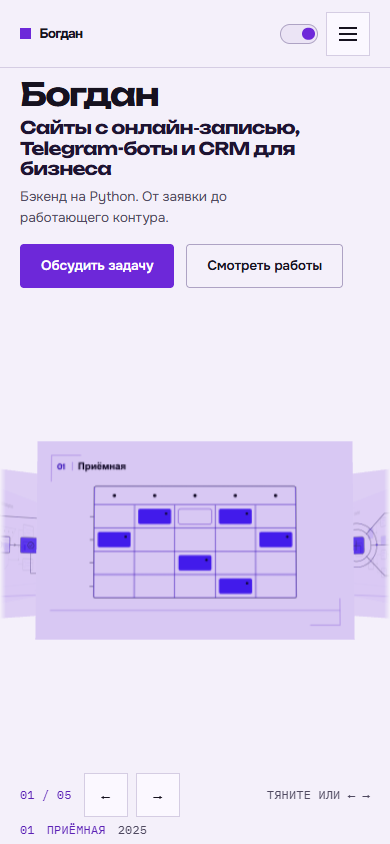 Богдан
Богдан
Сайты с онлайн-записью,
Telegram-боты и CRM для
бизнеса
Бэкенд на Python. От заявки до
работающего контура.
Обсудить задачу
Смотреть работы
01 | Приёмная
01 / 05
←
→
ТЯНИТЕ ИЛИ ← →
01 ПРИЁМНАЯ 2025